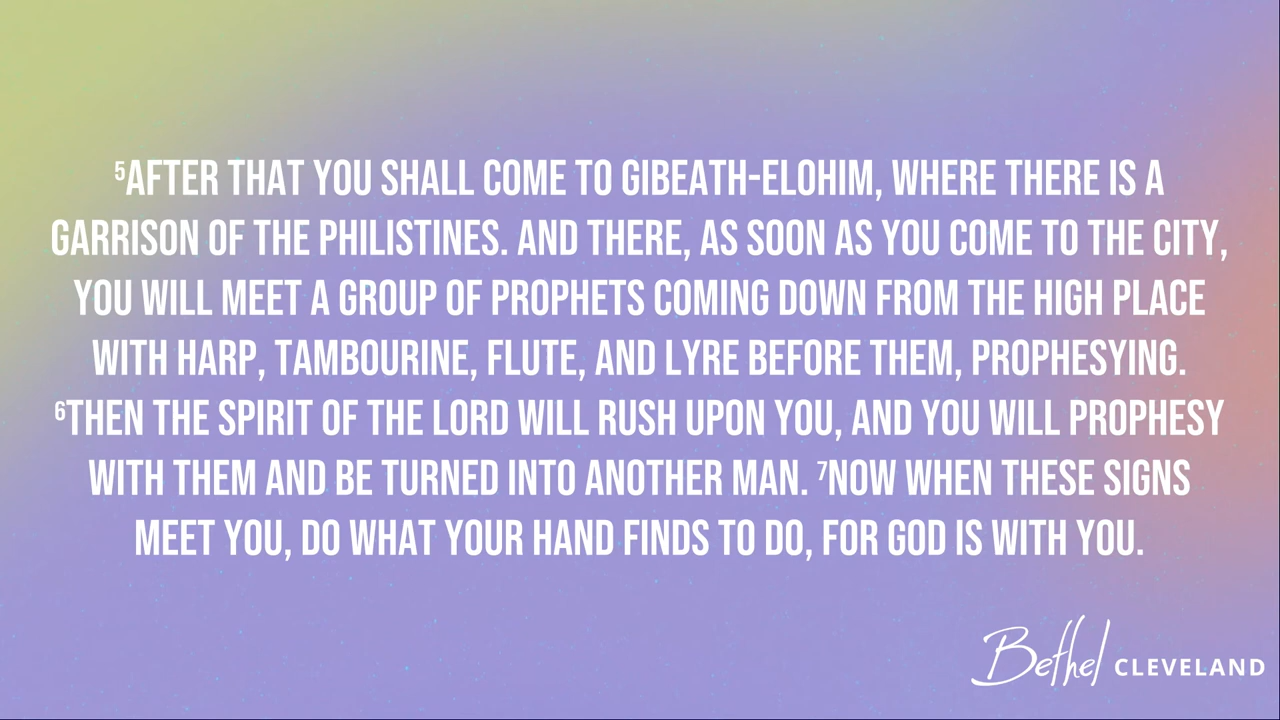 ⁵AFTER THAT YOU SHALL COME TO GIBEATH-ELOHIM, WHERE THERE IS A
GARRISON OF THE PHILISTINES. AND THERE, AS SOON AS YOU COME TO THE CITY,
YOU WILL MEET A GROUP OF PROPHETS COMING DOWN FROM THE HIGH PLACE
WITH HARP, TAMBOURINE, FLUTE, AND LYRE BEFORE THEM, PROPHESYING.
⁶THEN THE SPIRIT OF THE LORD WILL RUSH UPON YOU, AND YOU WILL PROPHESY
WITH THEM AND BE TURNED INTO ANOTHER MAN. ⁷NOW WHEN THESE SIGNS
MEET YOU, DO WHAT YOUR HAND FINDS TO DO, FOR GOD IS WITH YOU.
Bethel CLEVELAND